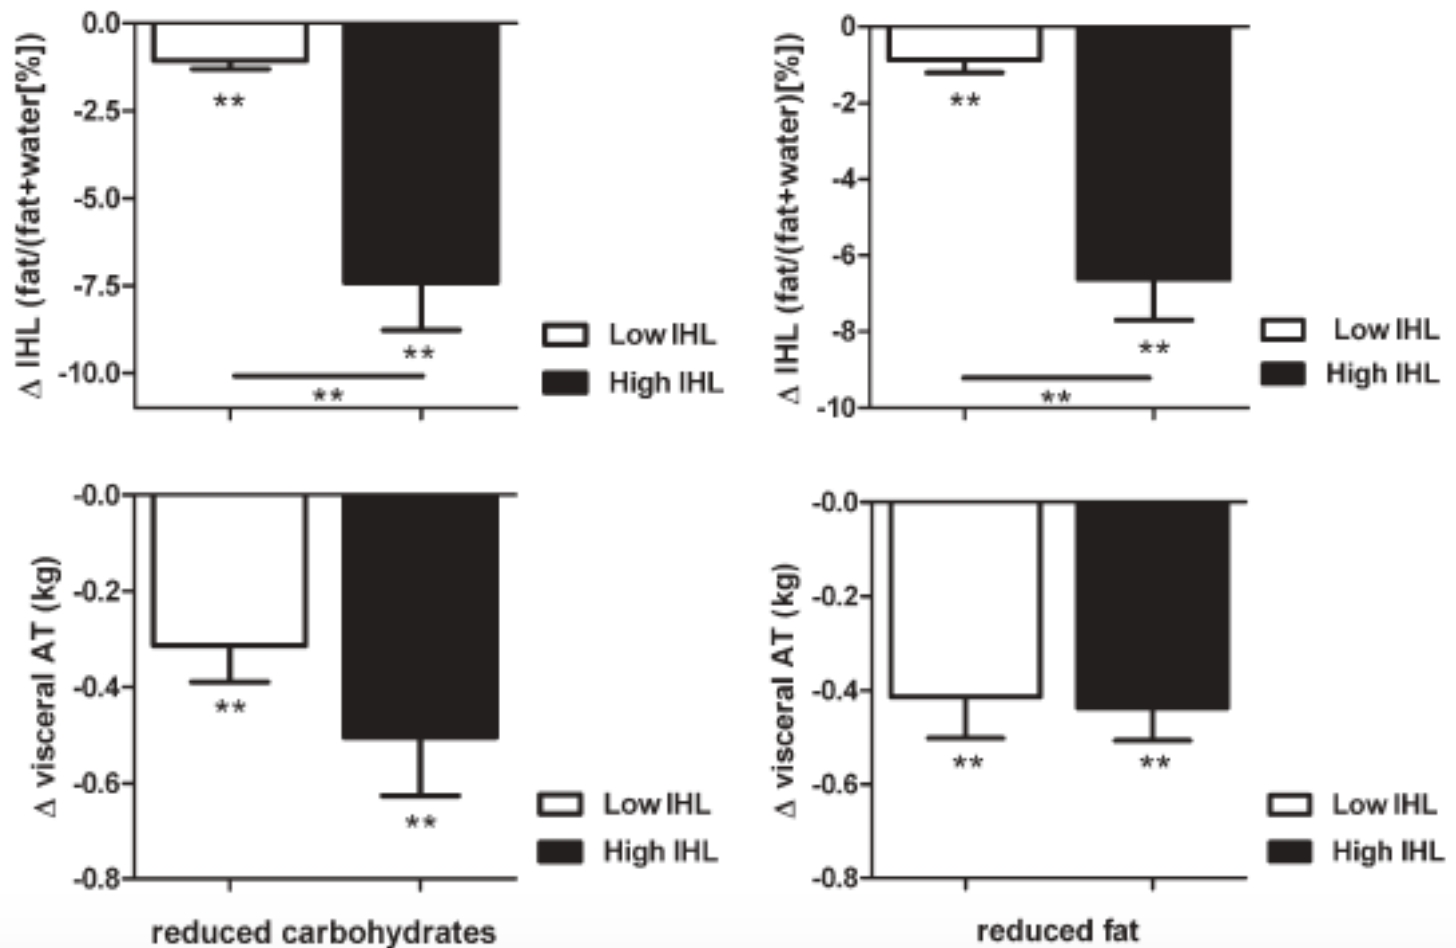 Δ IHL (fat/(fat+water[%])
0.0
-2.5
-5.0
-7.5
-10.0
**
**
**
Low IHL
High IHL
Δ IHL (fat/(fat+water)[%])
0
-2
-4
-6
-8
-10
**
**
**
Low IHL
High IHL
Δ visceral AT (kg)
-0.0
-0.2
-0.4
-0.6
-0.8
**
**
Low IHL
High IHL
reduced carbohydrates
Δ visceral AT (kg)
-0.0
-0.2
-0.4
-0.6
-0.8
**
**
Low IHL
High IHL
reduced fat